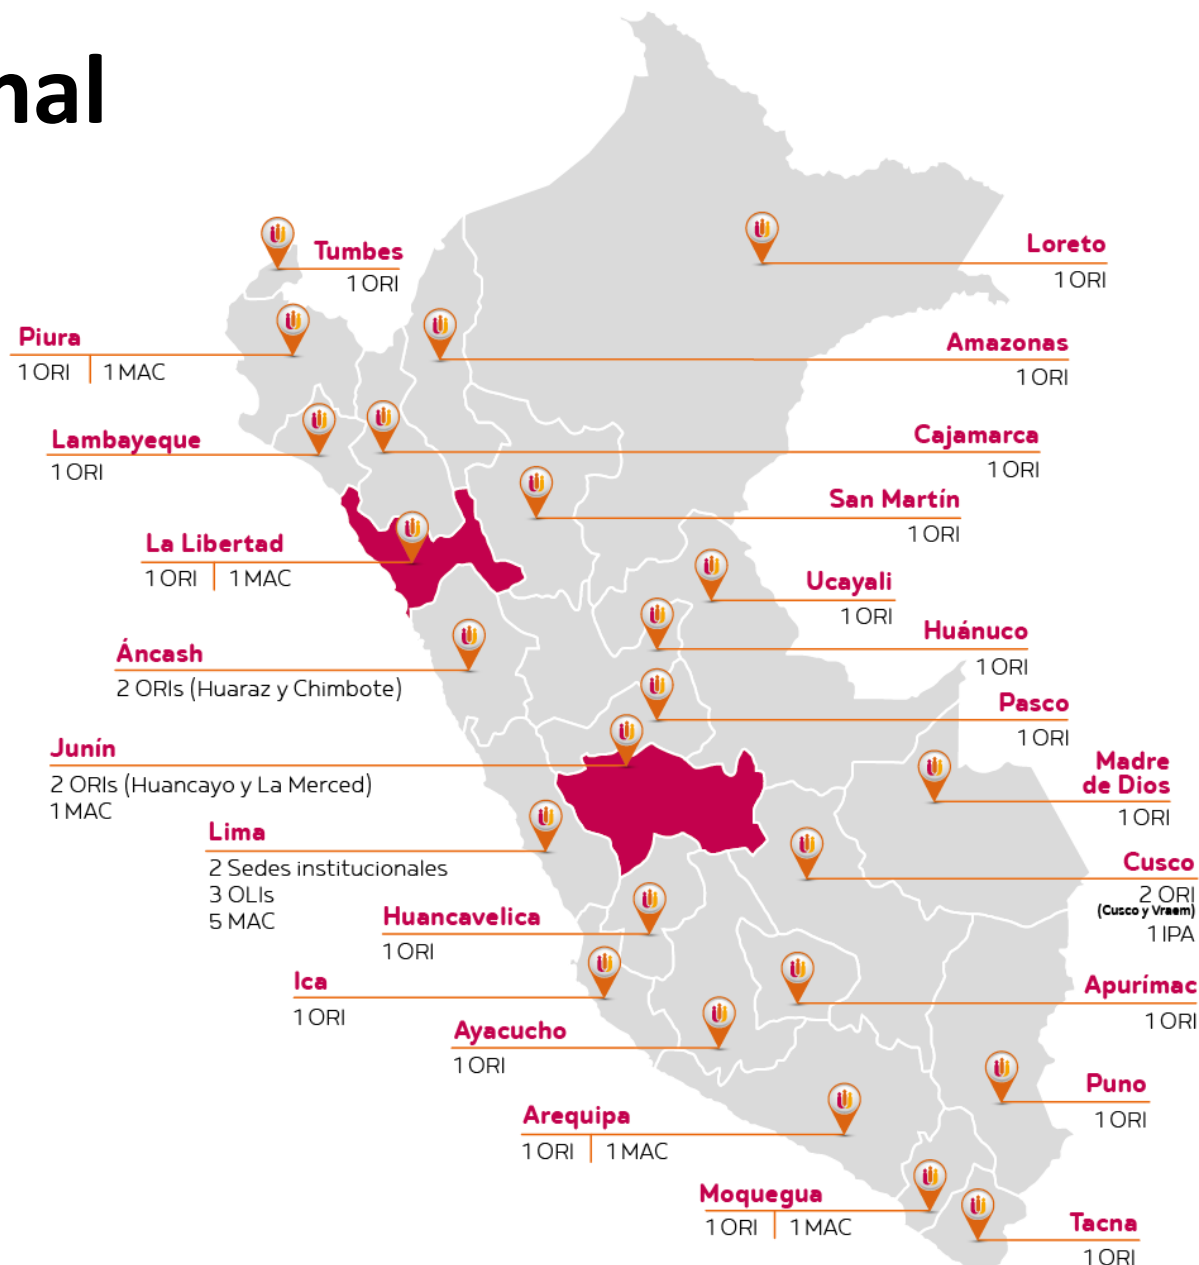 nal
Tumbes
1 ORI
Loreto
1 ORI
Piura
1 ORI | 1 MAC
Amazonas
1 ORI
Lambayeque
1 ORI
Cajamarca
1 ORI
San Martín
1 ORI
La Libertad
1 ORI | 1 MAC
Ucayali
1 ORI
Huánuco
1 ORI
Áncash
2 ORIs (Huaraz y Chimbote)
Pasco
1 ORI
Junín
2 ORIs (Huancayo y La Merced)
1 MAC
Madre
de Dios
1 ORI
Lima
2 Sedes institucionales
3 OLIs
5 MAC
Cusco
2 ORI
(Cusco y Vraem)
1 IPA
Huancavelica
1 ORI
Ica
1 ORI
Apurímac
1 ORI
Ayacucho
1 ORI
Puno
1 ORI
Arequipa
1 ORI | 1 MAC
Moquegua
1 ORI | 1 MAC
Tacna
1 ORI